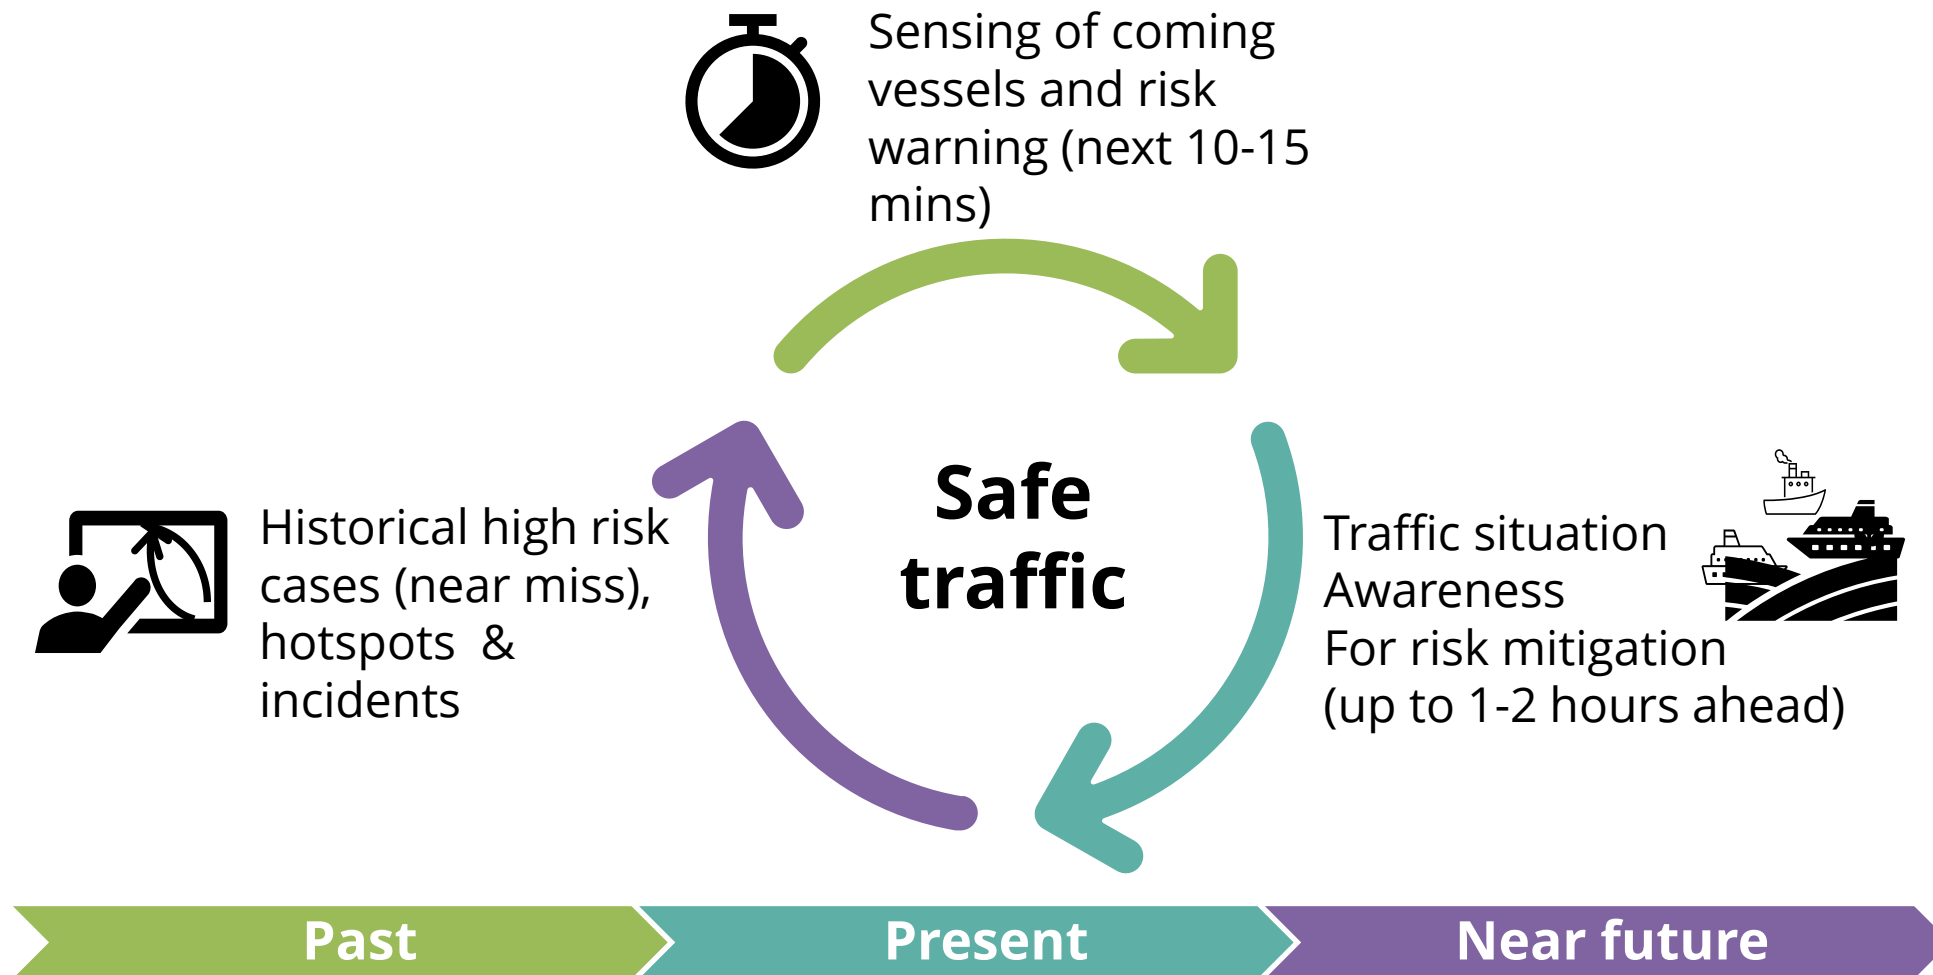 Sensing of coming
vessels and risk
warning (next 10-15
mins)
Historical high risk
cases (near miss),
hotspots  &
incidents
Safe
traffic
Traffic situation
Awareness
For risk mitigation
(up to 1-2 hours ahead)
Past
Present
Near future